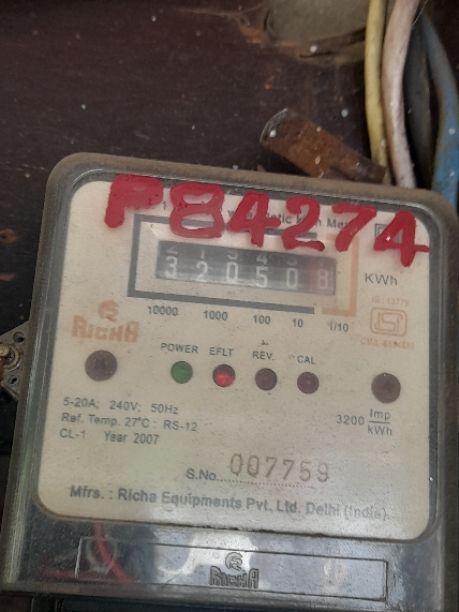 P84274
KWh
3 2 0 5 0 8
10000 1000 100 10 1/10
RICHA
POWER EFLT REV. CAL
5-20A; 240V; 50Hz
Ref. Temp. 27°C : RS-12
CL-1 Year 2007
3200 Imp
kWh
S.No. 007759
Mfrs. : Richa Equipments Pvt. Ltd. Delhi (India)
RICHA